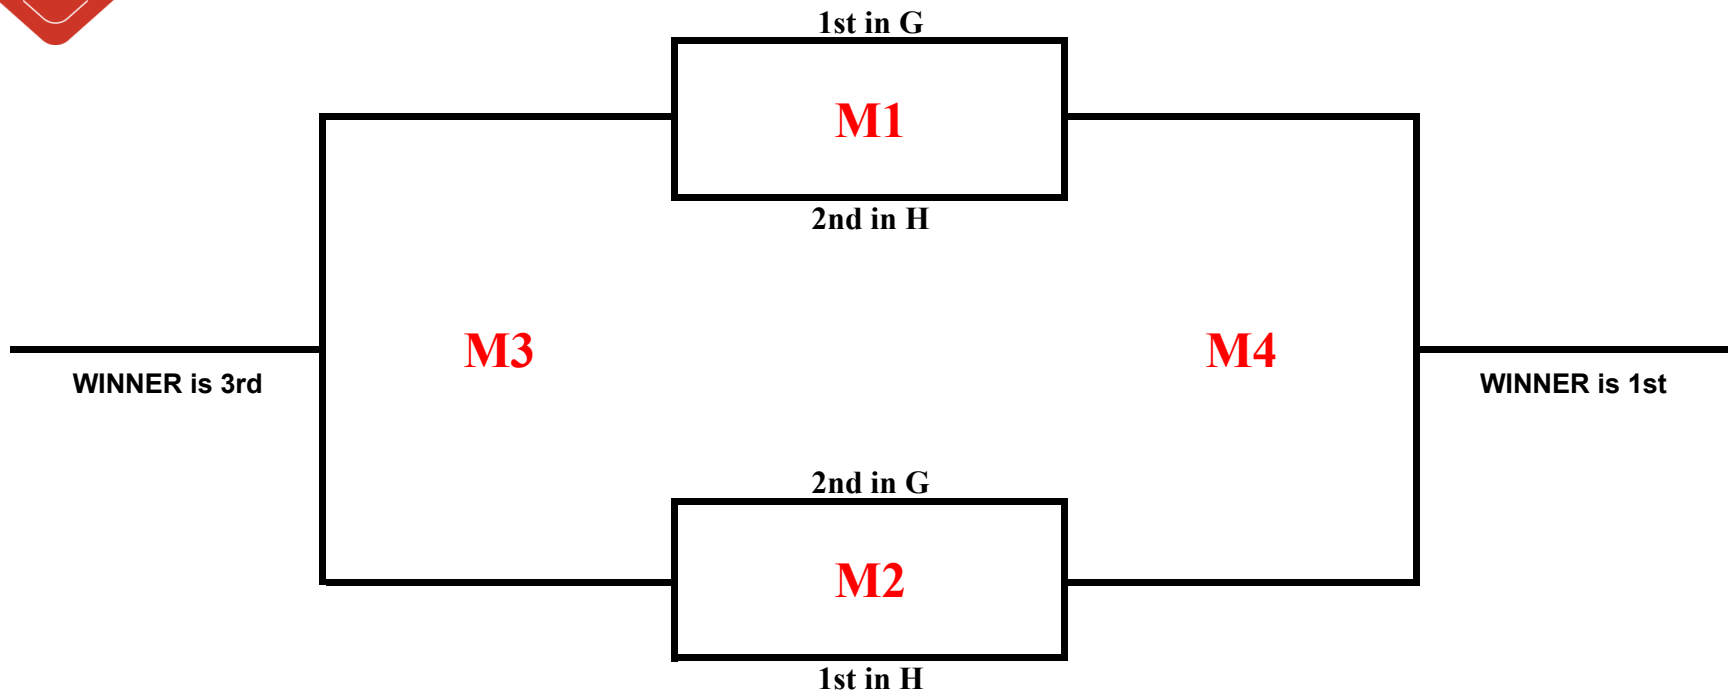 1st in G
M1
2nd in H
M3
M4
WINNER is 3rd
WINNER is 1st
2nd in G
M2
1st in H